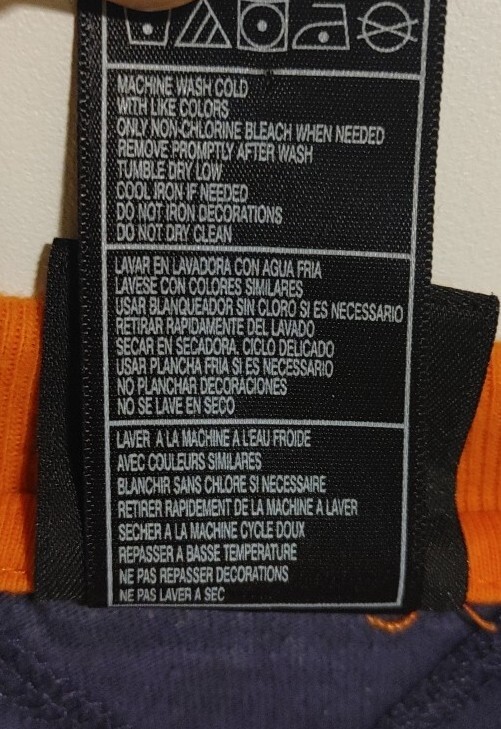 MACHINE WASH COLD
WITH LIKE COLORS
ONLY NON-CHLORINE BLEACH WHEN NEEDED
REMOVE PROMPTLY AFTER WASH
TUMBLE DRY LOW
COOL IRON IF NEEDED
DO NOT IRON DECORATIONS
DO NOT DRY CLEAN
LAVAR EN LAVADORA CON AGUA FRIA
LAVESE CON COLORES SIMILARES
USAR BLANQUEADOR SIN CLORO SI ES NECESSARIO
RETIRAR RAPIDAMENTE DEL LAVADO
SECAR EN SECADORA. CICLO DELICADO
USAR PLANCHA FRIA SI ES NECESSARIO
NO PLANCHAR DECORACIONES
NO SE LAVE EN SECO
LAVER A LA MACHINE A L'EAU FROIDE
AVEC COULEURS SIMILARES
BLANCHIR SANS CHLORE SI NECESSAIRE
RETIRER RAPIDEMENT DE LA MACHINE A LAVER
SECHER A LA MACHINE CYCLE DOUX
REPASSER A BASSE TEMPERATURE
NE PAS REPASSER DECORATIONS
NE PAS LAVER A SEC